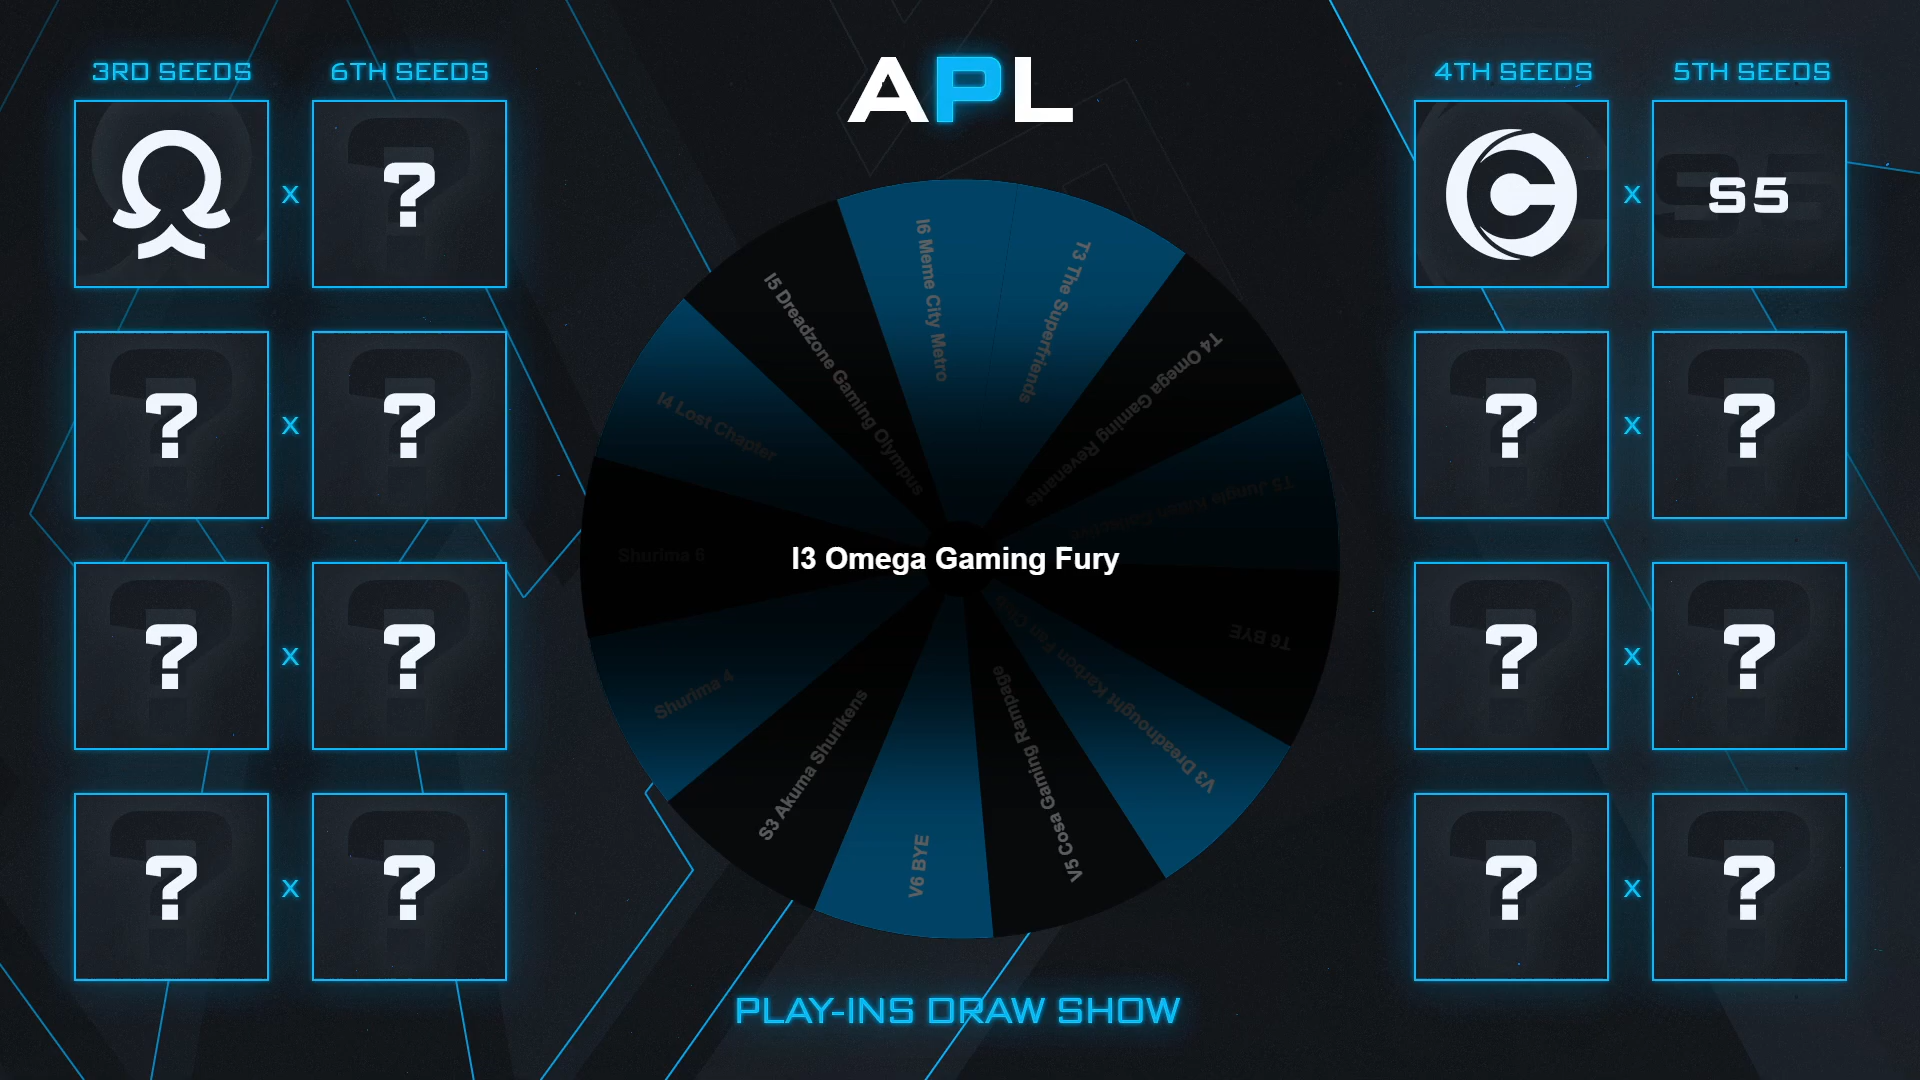 3RD SEEDS
6TH SEEDS
APL
4TH SEEDS
5TH SEEDS
x
?
x
S5
?
x
?
?
x
?
?
x
?
?
x
?
?
x
?
?
x
?
I6 Meme City Metro
T3 The Superfriends
T4 Omega Gaming Revenants
T6 BYE
V3 Dreadnought Karbon
V5 Cosa Gaming Rampage
V6 BYE
S3 Akuma Shurikens
Shurima 4
Shurima 6
I4 Lost Chapter
I5 Dreadzone Gaming Olympus
I3 Omega Gaming Fury
PLAY-INS DRAW SHOW